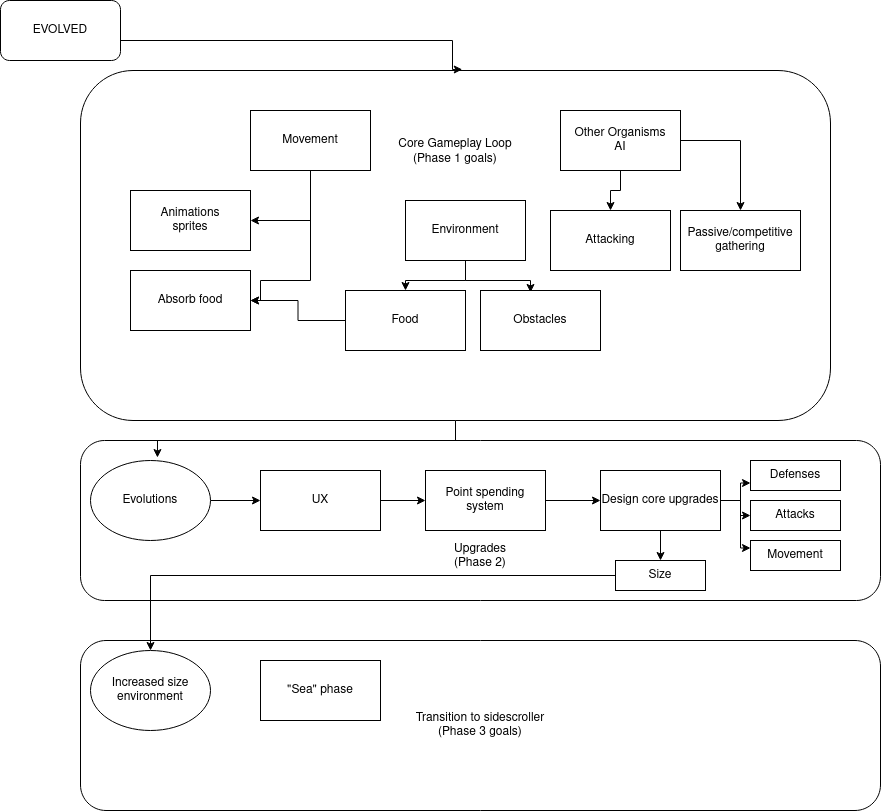 EVOLVED
Movement
Core Gameplay Loop
(Phase 1 goals)
Other Organisms
AI
Animations
sprites
Environment
Attacking
Passive/competitive
gathering
Absorb food
Food
Obstacles
Evolutions
UX
Point spending
system
Design core upgrades
Defenses
Attacks
Movement
Upgrades
(Phase 2)
Size
Increased size
environment
"Sea" phase
Transition to sidescroller
(Phase 3 goals)